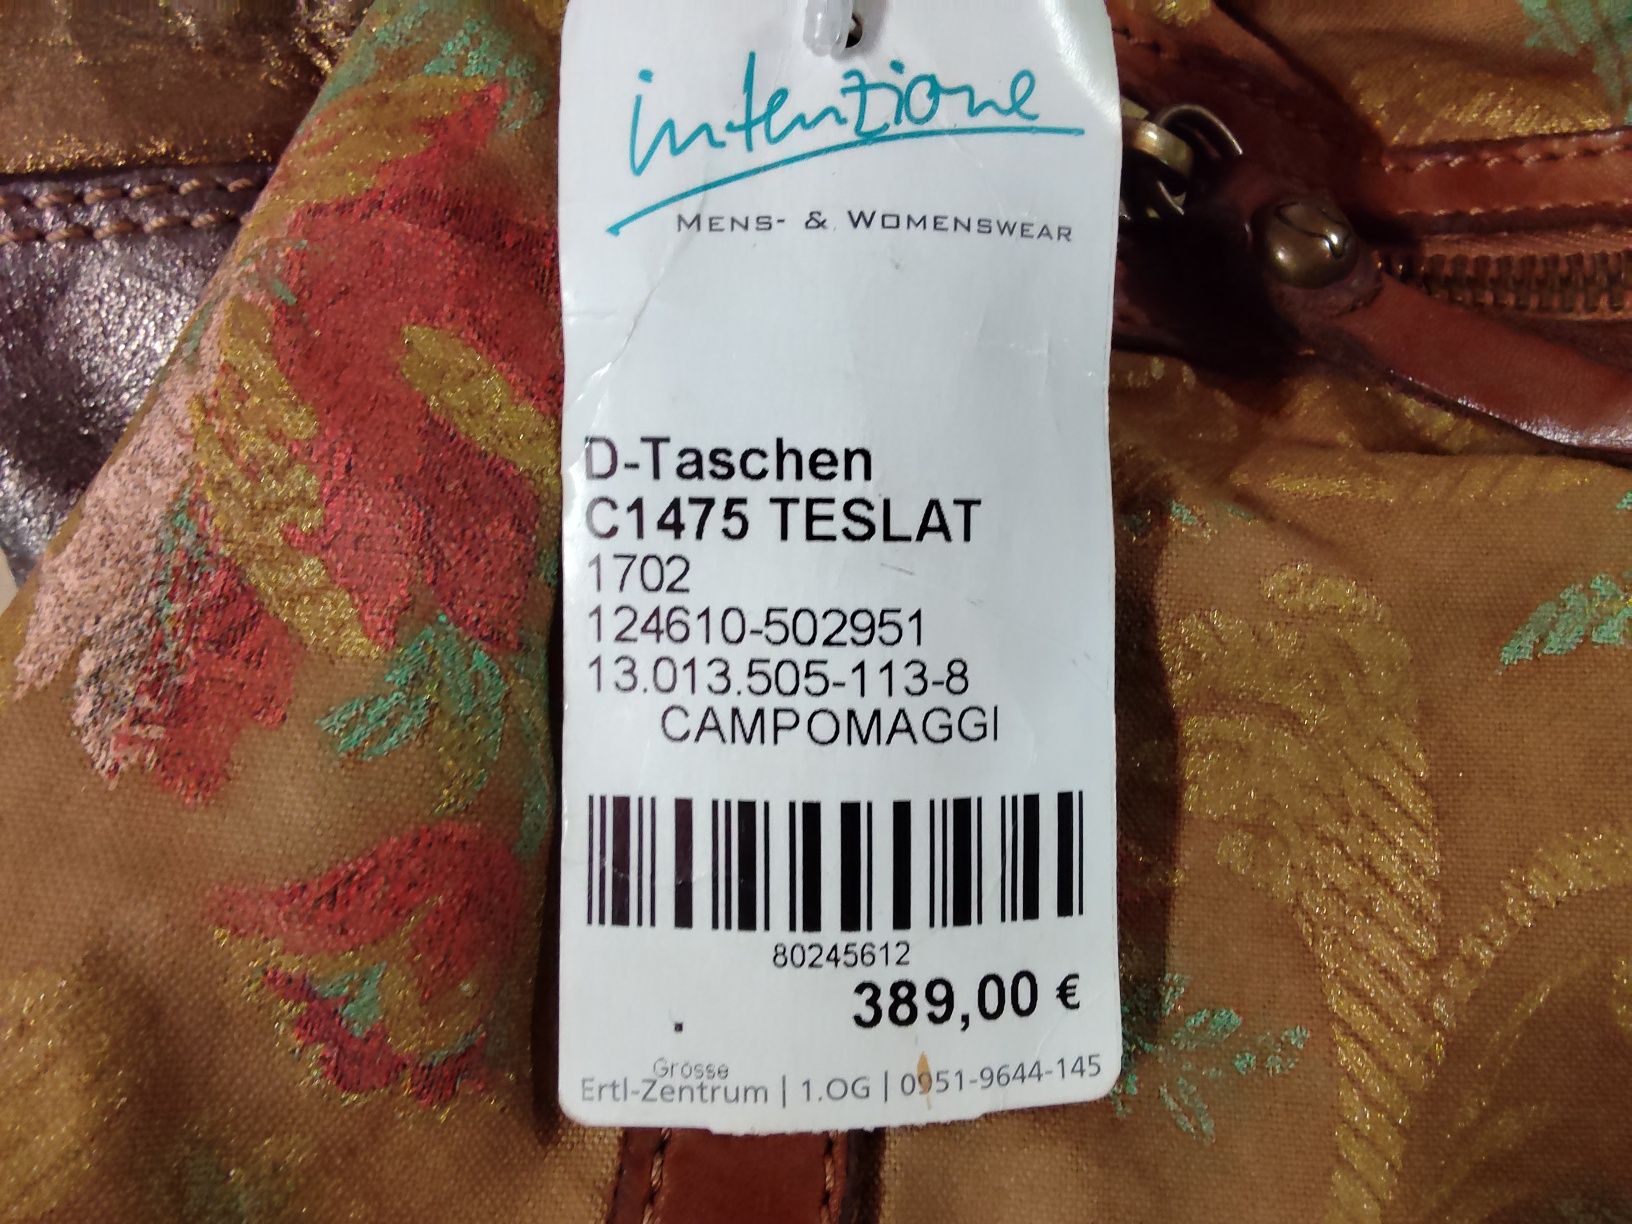 intenzione
MENS- & WOMENSWEAR
D-Taschen
C1475 TESLAT
1702
124610-502951
13.013.505-113-8
CAMPOMAGGI
80245612
389,00 €
Grösse
Ertl-Zentrum | 1.OG | 0951-9644-145